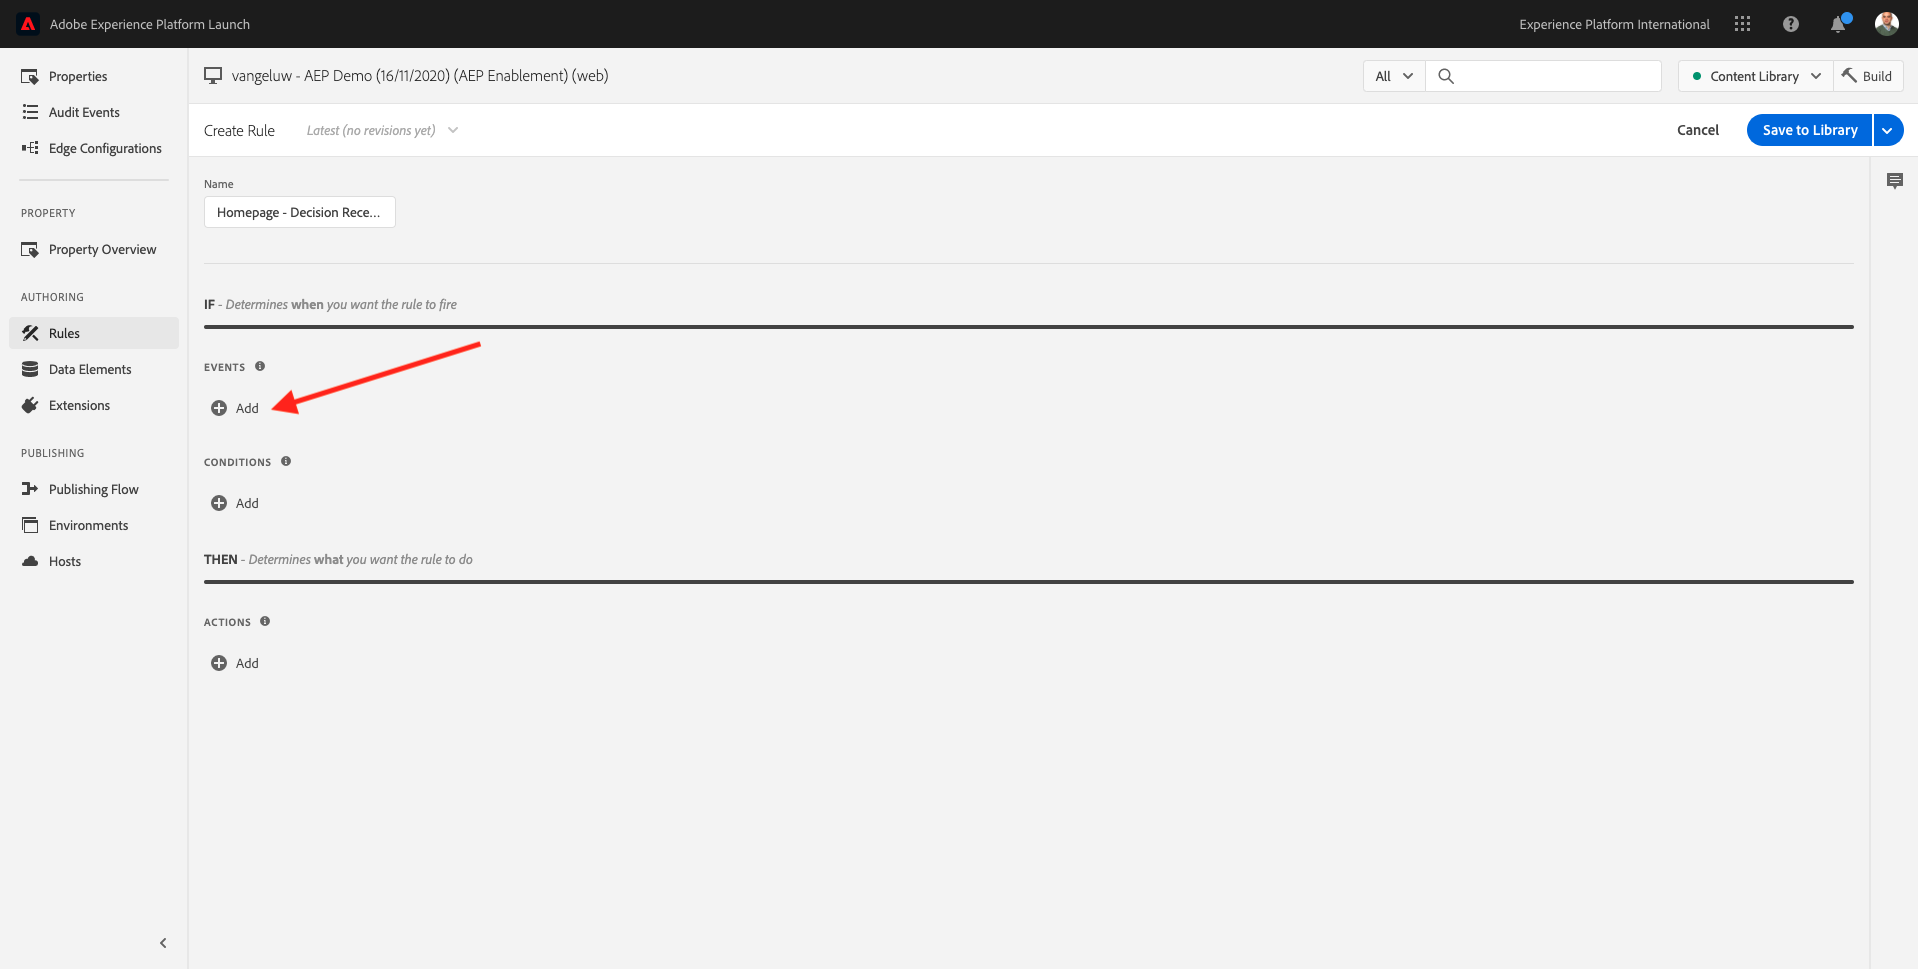 Adobe Experience Platform Launch
Experience Platform International
Properties
Audit Events
Edge Configurations
PROPERTY
Property Overview
AUTHORING
Rules
Data Elements
Extensions
PUBLISHING
Publishing Flow
Environments
Hosts
vangeluw - AEP Demo (16/11/2020) (AEP Enablement) (web)
All
Content Library
Build
Create Rule
Latest (no revisions yet)
Cancel
Save to Library
Name
Homepage - Decision Rece...
IF - Determines when you want the rule to fire
EVENTS
Add
CONDITIONS
Add
THEN - Determines what you want the rule to do
ACTIONS
Add